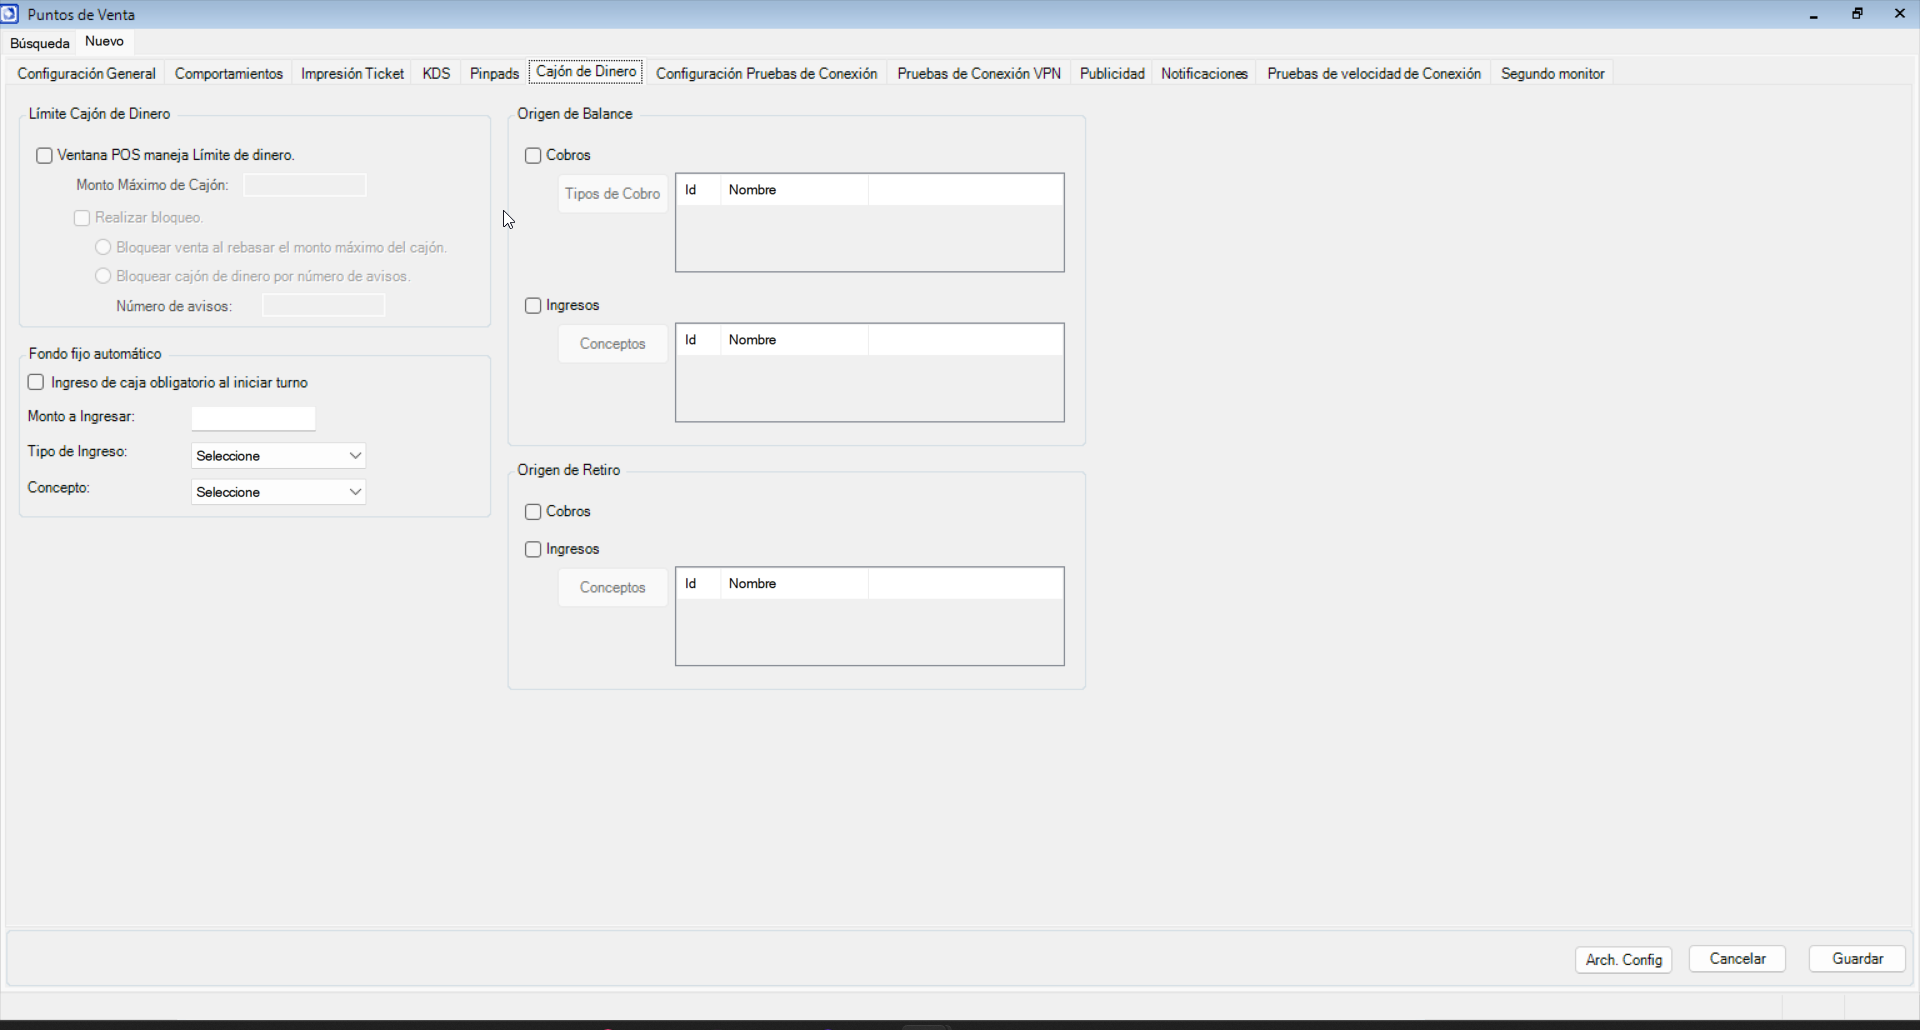 Puntos de Venta
Búsqueda Nuevo
Configuración General Comportamientos Impresión Ticket KDS Pinpads Cajón de Dinero Configuración Pruebas de Conexión Pruebas de Conexión VPN Publicidad Notificaciones Pruebas de velocidad de Conexión Segundo monitor
Límite Cajón de Dinero
Ventana POS maneja Límite de dinero.
Monto Máximo de Cajón:
Realizar bloqueo.
Bloquear venta al rebasar el monto máximo del cajón.
Bloquear cajón de dinero por número de avisos.
Número de avisos:
Fondo fijo automático
Ingreso de caja obligatorio al iniciar turno
Monto a Ingresar:
Tipo de Ingreso: Seleccione
Concepto: Seleccione
Origen de Balance
Cobros
Tipos de Cobro Id Nombre
Ingresos
Conceptos Id Nombre
Origen de Retiro
Cobros
Ingresos
Conceptos Id Nombre
Arch. Config Cancelar Guardar